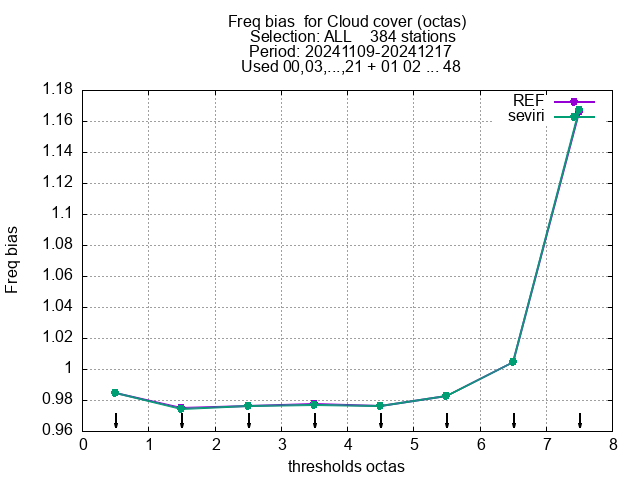 Freq bias  for Cloud cover (octas)
Selection: ALL    384 stations
Period: 20241109-20241217
Used 00,03,...,21 + 01 02 ... 48
REF
seviri
1.18
1.16
1.14
1.12
1.1
1.08
1.06
1.04
1.02
1
0.98
0.96
Freq bias
0 1 2 3 4 5 6 7 8
thresholds octas